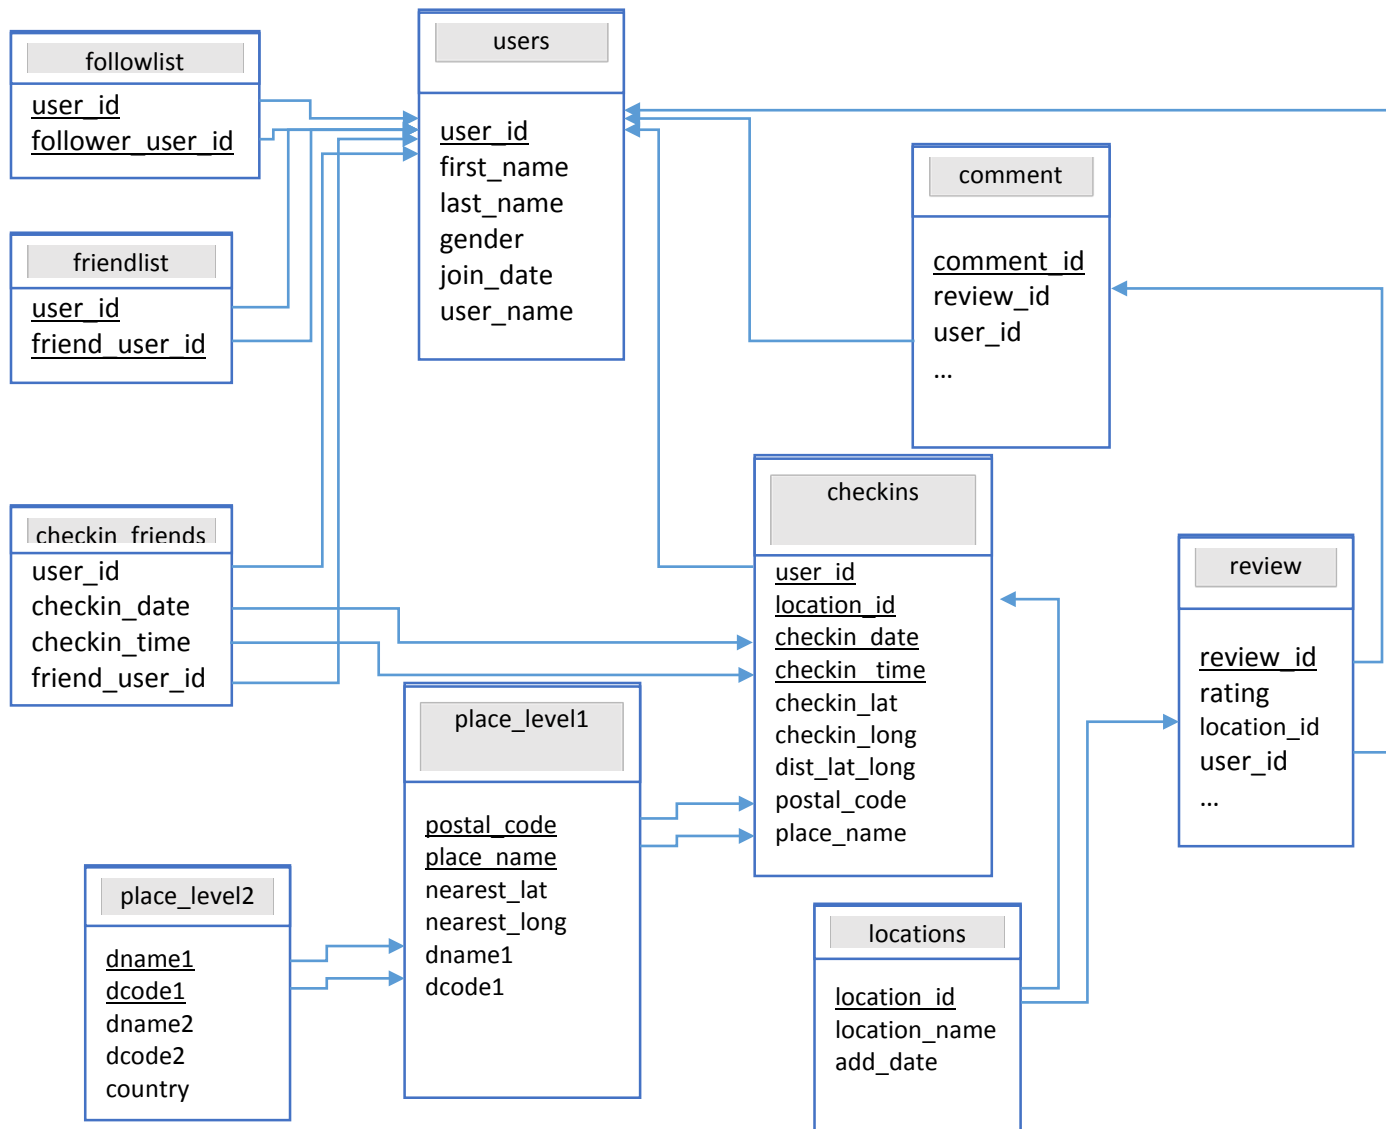 followlist
user_id
follower_user_id
users
user_id
first_name
last_name
gender
join_date
user_name
comment
comment_id
review_id
user_id
...
friendlist
user_id
friend_user_id
checkin_friends
user_id
checkin_date
checkin_time
friend_user_id
checkins
user_id
location_id
checkin_date
checkin_time
checkin_lat
checkin_long
dist_lat_long
postal_code
place_name
review
review_id
rating
location_id
user_id
...
place_level1
postal_code
place_name
nearest_lat
nearest_long
dname1
dcode1
place_level2
dname1
dcode1
dname2
dcode2
country
locations
location_id
location_name
add_date